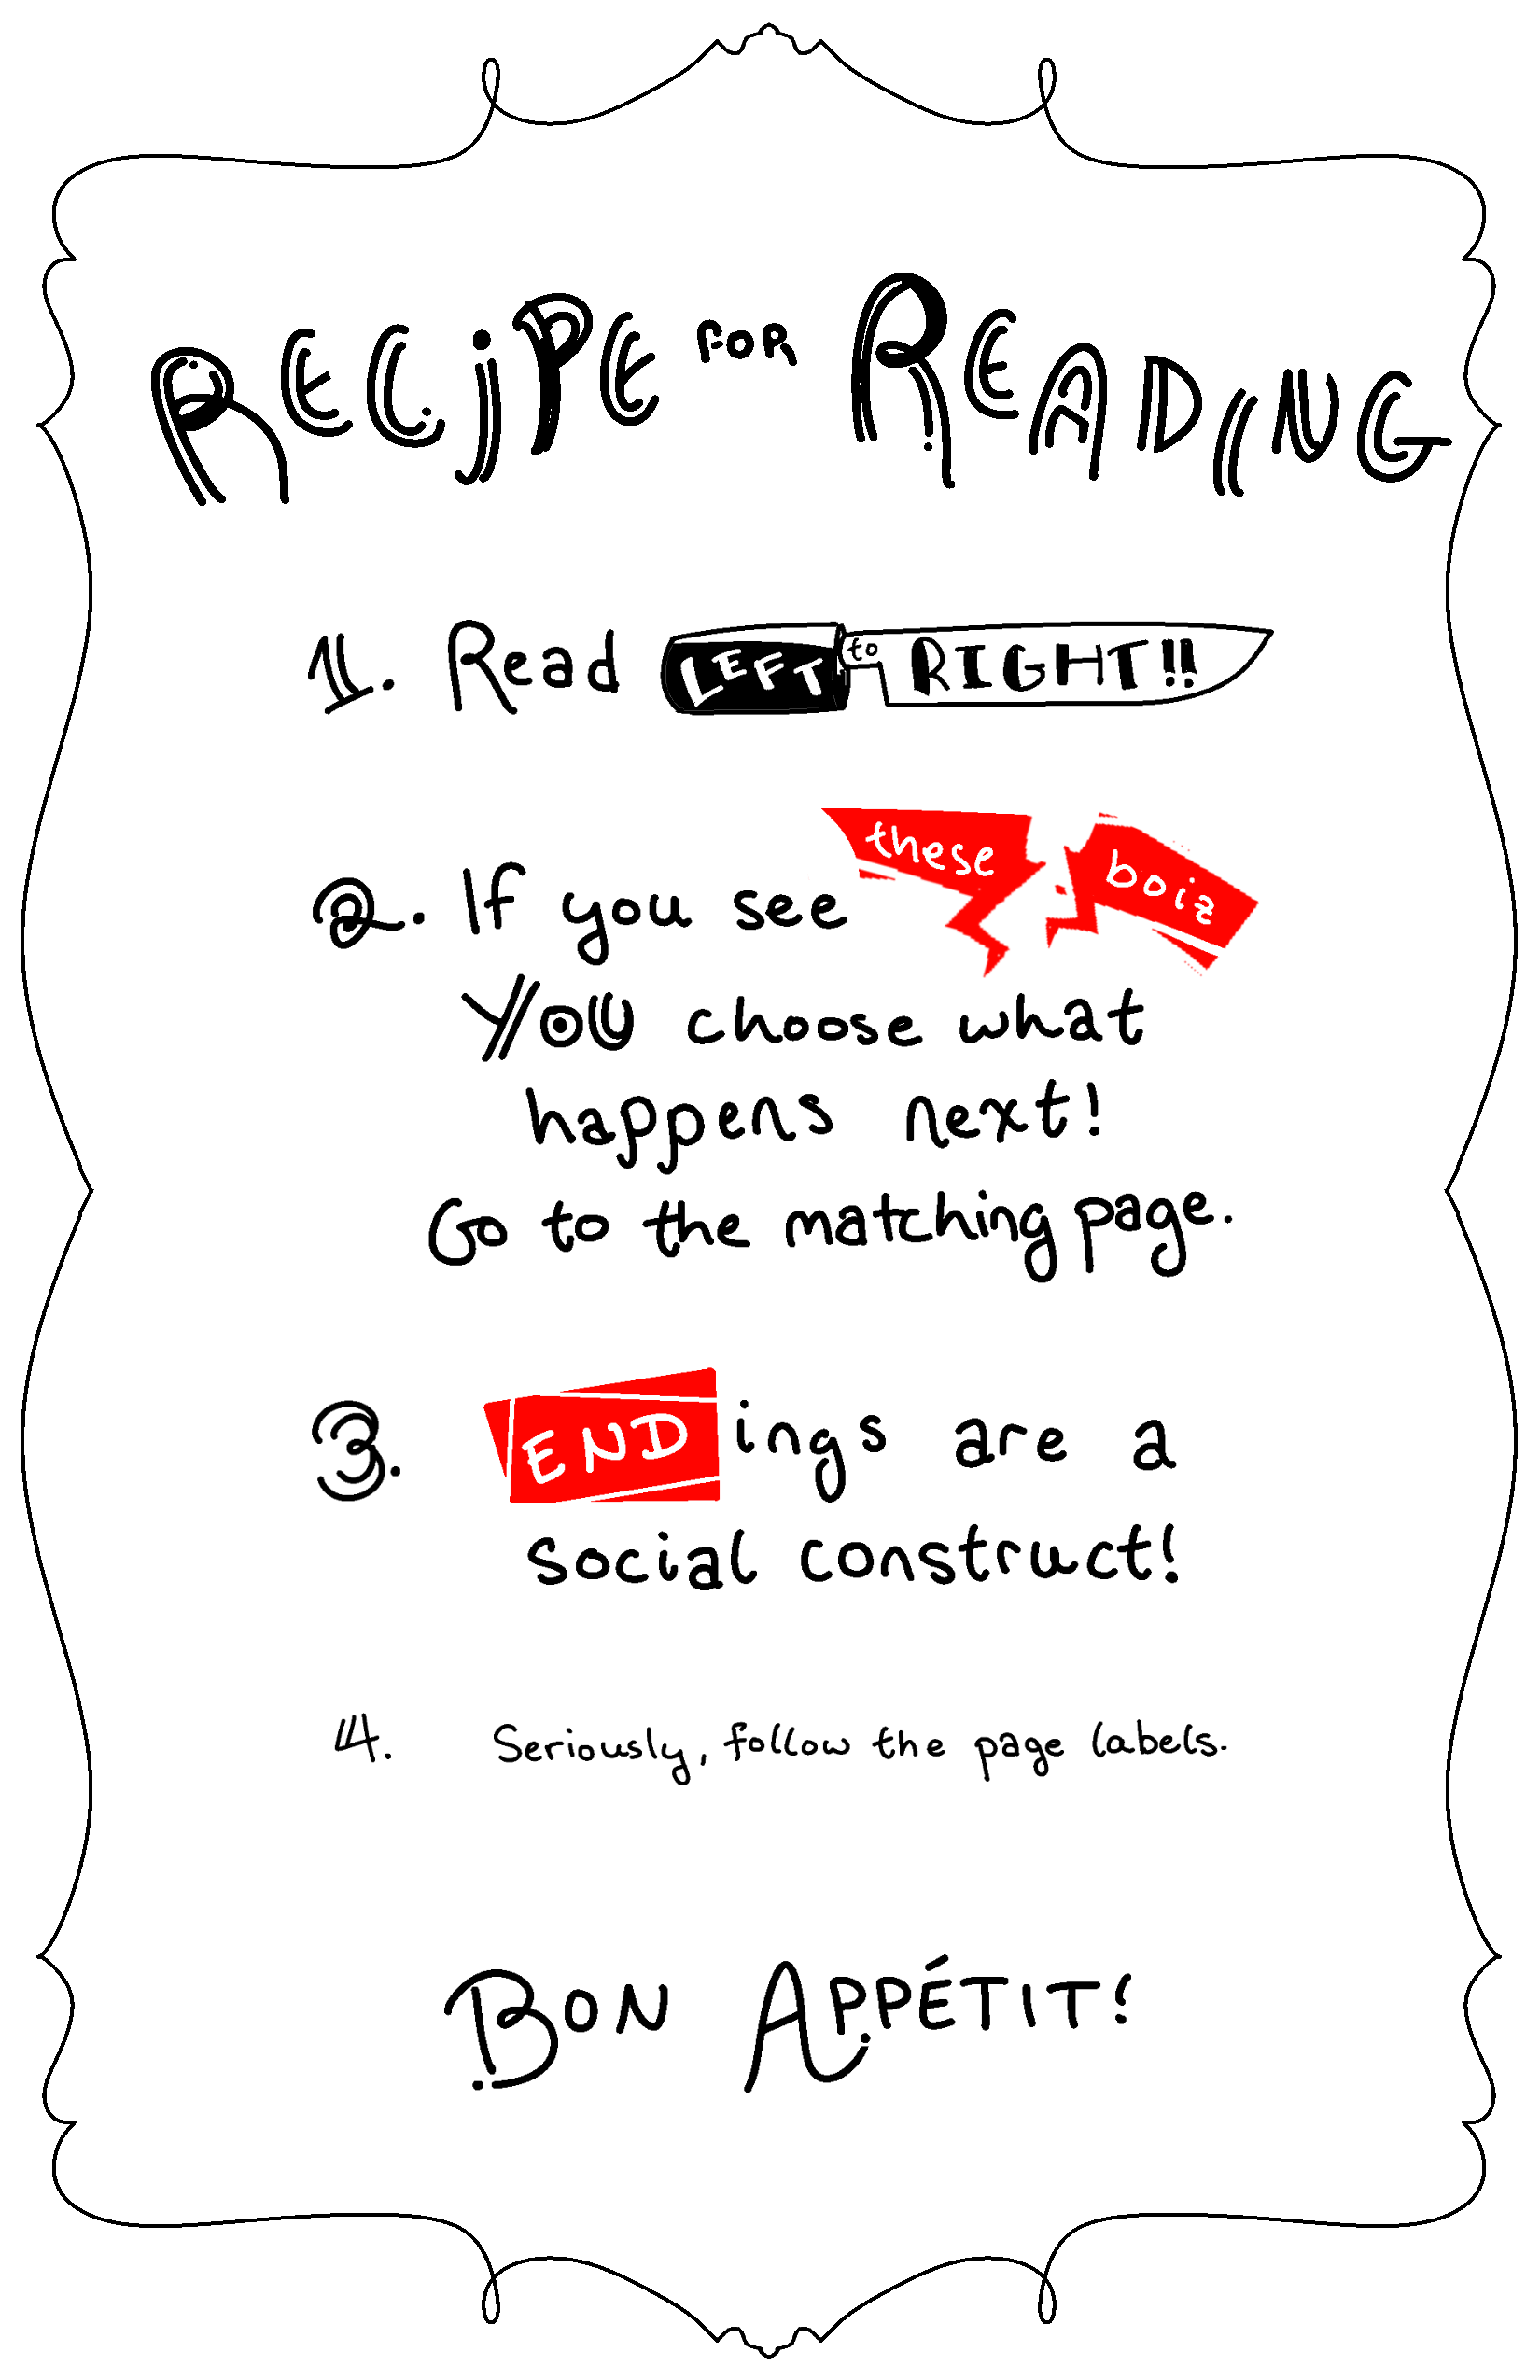 RECiPE FOR READING
1. Read LEFT to RIGHT!!
2. If you see these boiz
YOU choose what
happens next!
Go to the matching page.
3. ENDings are a
social construct!
4. Seriously, follow the page labels.
BON APPÉTIT!